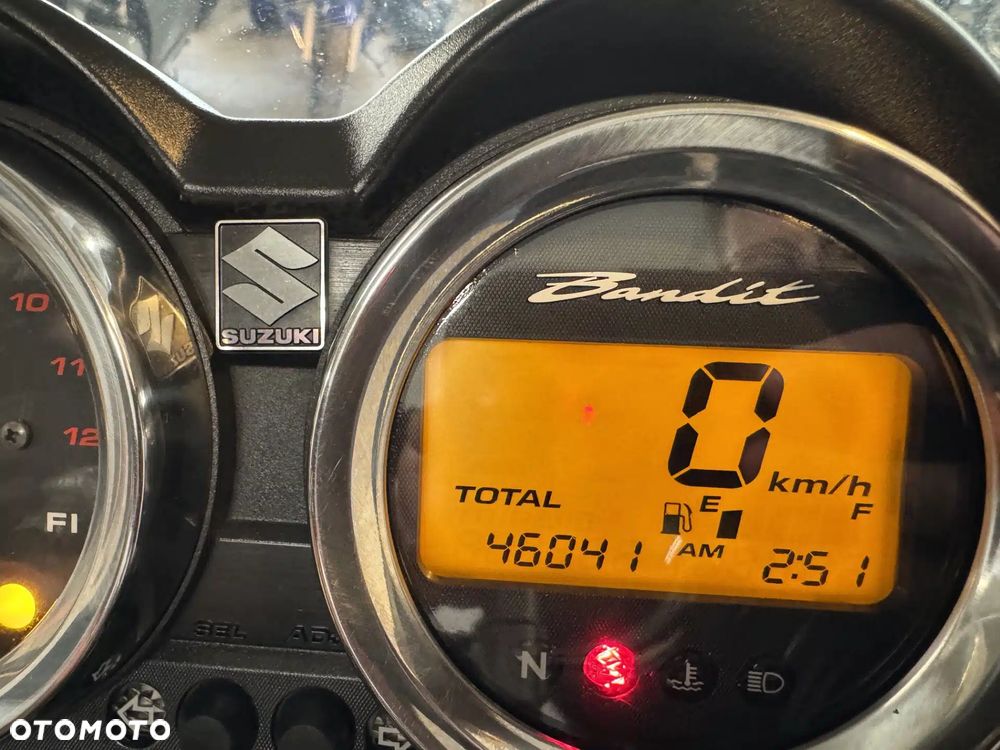 Bandit
SUZUKI
10
11
12
FI
0 km/h
TOTAL
E F
46041
AM 2:51
SEL ADJ
N
OTOMOTO